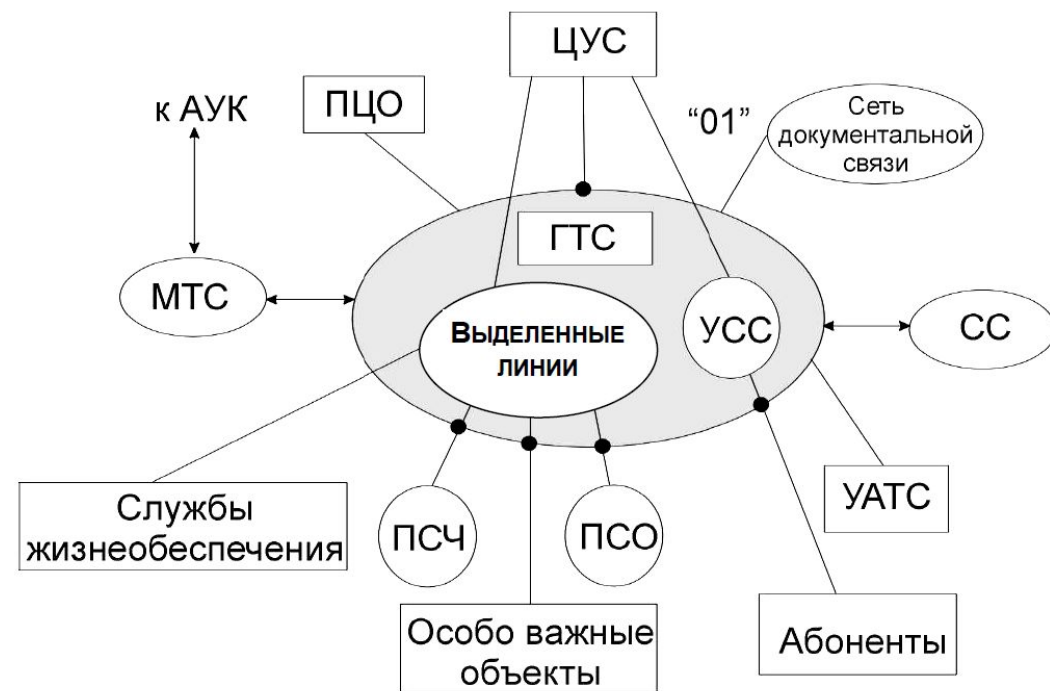 ЦУС
ПЦО
к АУК
“01”
Сеть
документальной
связи
ГТС
МТС
УСС
СС
Выделенные
линии
УАТС
Службы
жизнеобеспечения
ПСЧ
ПСО
Особо важные
объекты
Абоненты